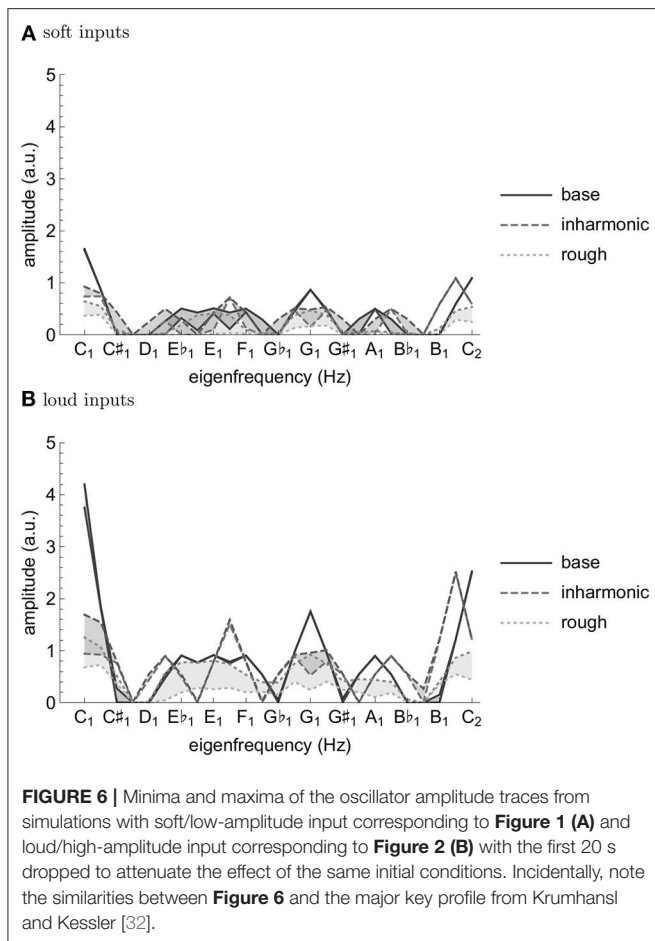 A soft inputs
5
4
3
2
1
0
amplitude (a.u.)
base
inharmonic
rough
C1 C♯1 D1 E♭1 E1 F1 G♭1 G1 G♯1 A1 B♭1 B1 C2
eigenfrequency (Hz)
B loud inputs
5
4
3
2
1
0
amplitude (a.u.)
base
inharmonic
rough
C1 C♯1 D1 E♭1 E1 F1 G♭1 G1 G♯1 A1 B♭1 B1 C2
eigenfrequency (Hz)
FIGURE 6 | Minima and maxima of the oscillator amplitude traces from
simulations with soft/low-amplitude input corresponding to Figure 1 (A) and
loud/high-amplitude input corresponding to Figure 2 (B) with the first 20 s
dropped to attenuate the effect of the same initial conditions. Incidentally, note
the similarities between Figure 6 and the major key profile from Krumhansl
and Kessler [32].